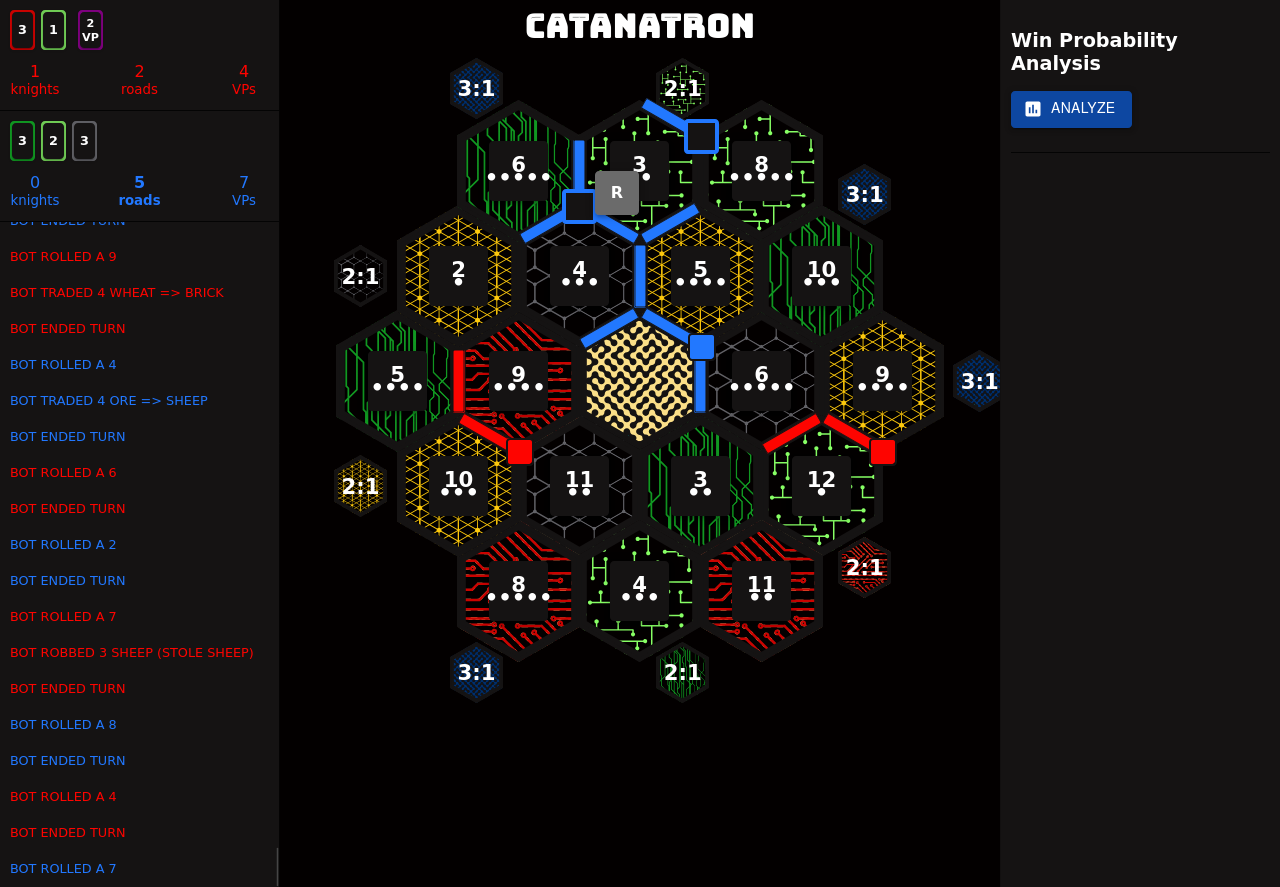 CATANATRON
3 1 2 VP
1 2 4
knights roads VPs
3 2 3
0 5 7
knights roads VPs
BOT ENDED TURN
BOT ROLLED A 9
BOT TRADED 4 WHEAT => BRICK
BOT ENDED TURN
BOT ROLLED A 4
BOT TRADED 4 ORE => SHEEP
BOT ENDED TURN
BOT ROLLED A 6
BOT ENDED TURN
BOT ROLLED A 2
BOT ENDED TURN
BOT ROLLED A 7
BOT ROBBED 3 SHEEP (STOLE SHEEP)
BOT ENDED TURN
BOT ROLLED A 8
BOT ENDED TURN
BOT ROLLED A 4
BOT ENDED TURN
BOT ROLLED A 7
3:1 2:1
6 3 8
R
3:1
2:1 2 4 5 10
5 9 6 9 3:1
2:1 10 11 3 12
8 4 11 2:1
3:1 2:1
Win Probability
Analysis
ANALYZE